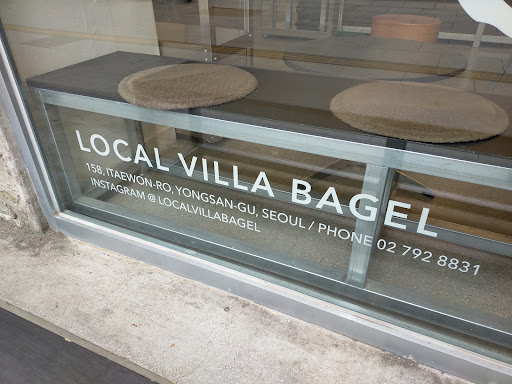 LOCAL VILLA BAGEL
158, ITAEWON-RO, YONGSAN-GU, SEOUL / PHONE 02 792 8831
INSTAGRAM @ LOCALVILLABAGEL